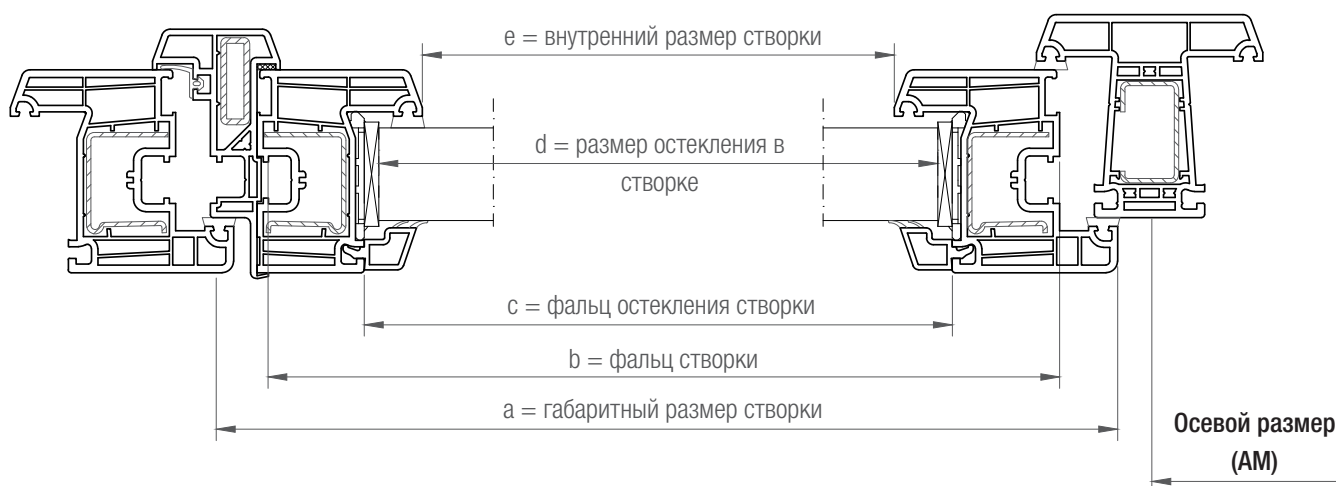 e = внутренний размер створки
d = размер остекления в
створке
c = фальц остекления створки
b = фальц створки
a = габаритный размер створки
Осевой размер
(AM)